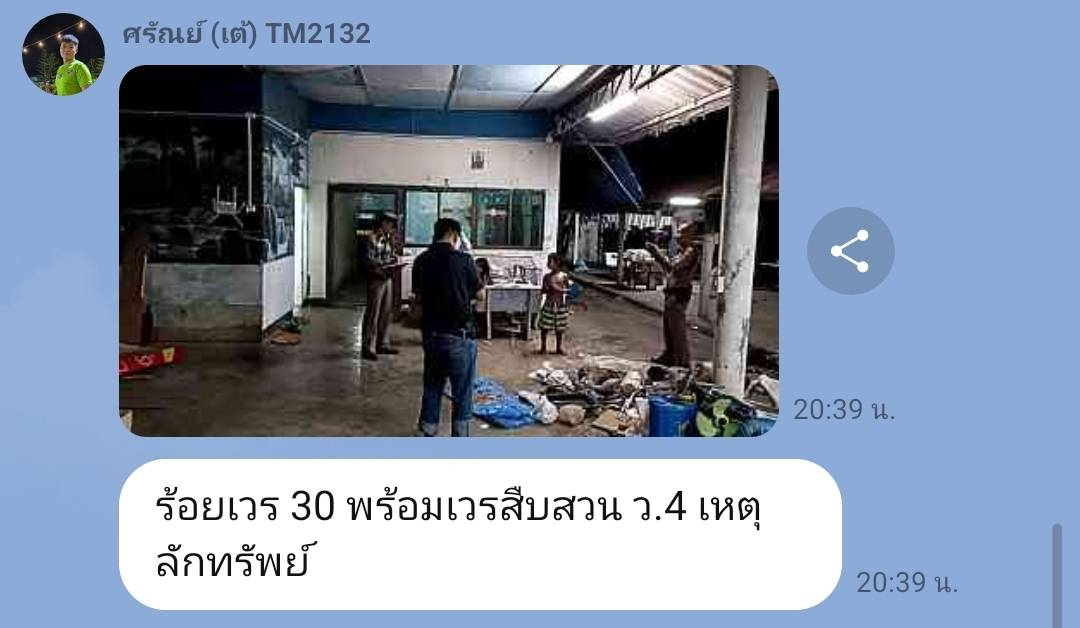 ศรัณย์ (เต้) TM2132
20:39 น.
ร้อยเวร 30 พร้อมเวรสืบสวน ว.4 เหตุ
ลักทรัพย์
20:39 น.